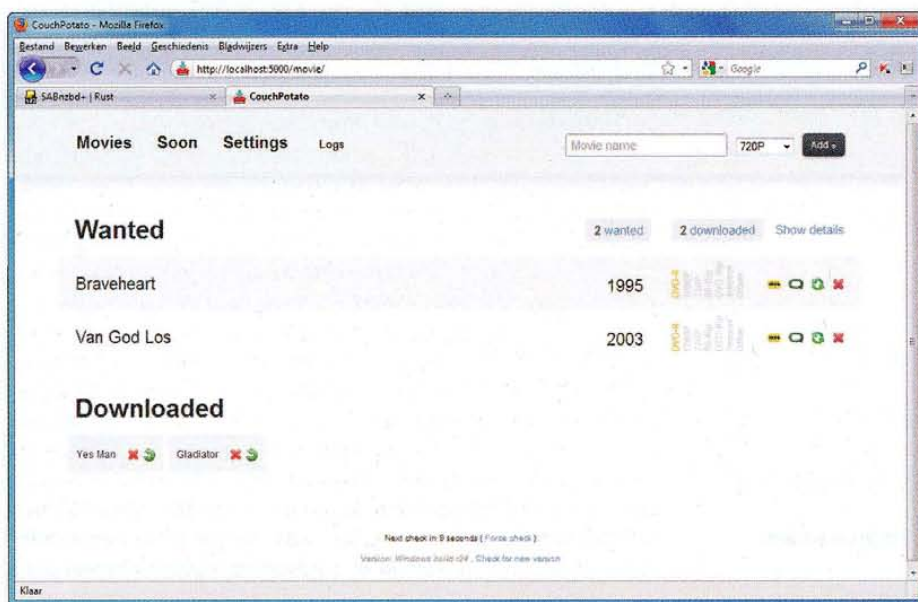 CouchPotato - Mozilla Firefox
Bestand Bewerken Beeld Geschiedenis Bladwijzers Extra Help
http://localhost:5000/movie/ Google
SABnzbd+ | Rust CouchPotato
Movies Soon Settings Logs Movie name 720P Add
Wanted 2 wanted 2 downloaded Show details
Braveheart 1995 DVD-R
Van God Los 2003 DVD-R
Downloaded
Yes Man Gladiator
Next check in 9 seconds ( Force check )
Version: Windows build r24 . Check for new version
Klaar